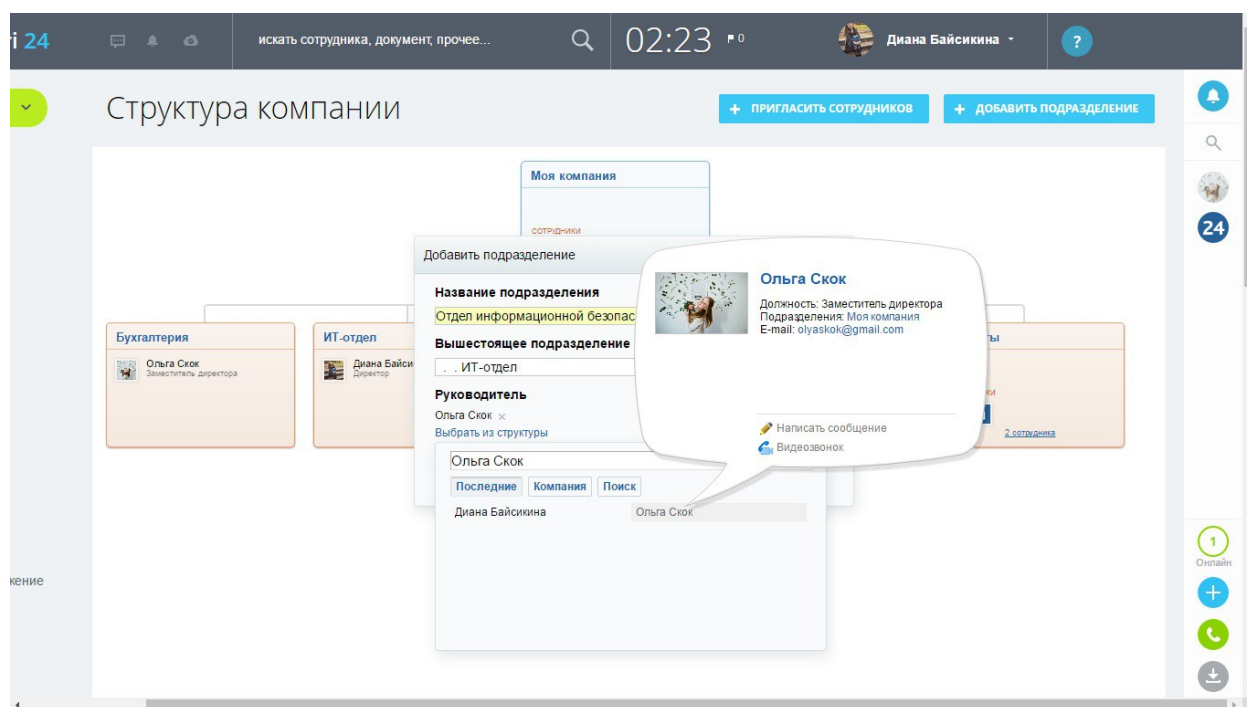 ri 24
искать сотрудника, документ, прочее...
02:23
0
Диана Байсикина
?
Структура компании
+ ПРИГЛАСИТЬ СОТРУДНИКОВ
+ ДОБАВИТЬ ПОДРАЗДЕЛЕНИЕ
Моя компания
сотрудники
24
Добавить подразделение
Название подразделения
Отдел информационной безопас
Вышестоящее подразделение
. . ИТ-отдел
Руководитель
Ольга Скок ×
Выбрать из структуры
Ольга Скок
Должность: Заместитель директора
Подразделения: Моя компания
E-mail: olyaskok@gmail.com
Написать сообщение
Видеозвонок
Бухгалтерия
Ольга Скок
Заместитель директора
ИТ-отдел
Диана Байси
Директор
ты
ки
2 сотрудника
Ольга Скок
Последние
Компания
Поиск
Диана Байсикина
Ольга Скок
1
Онлайн
жение